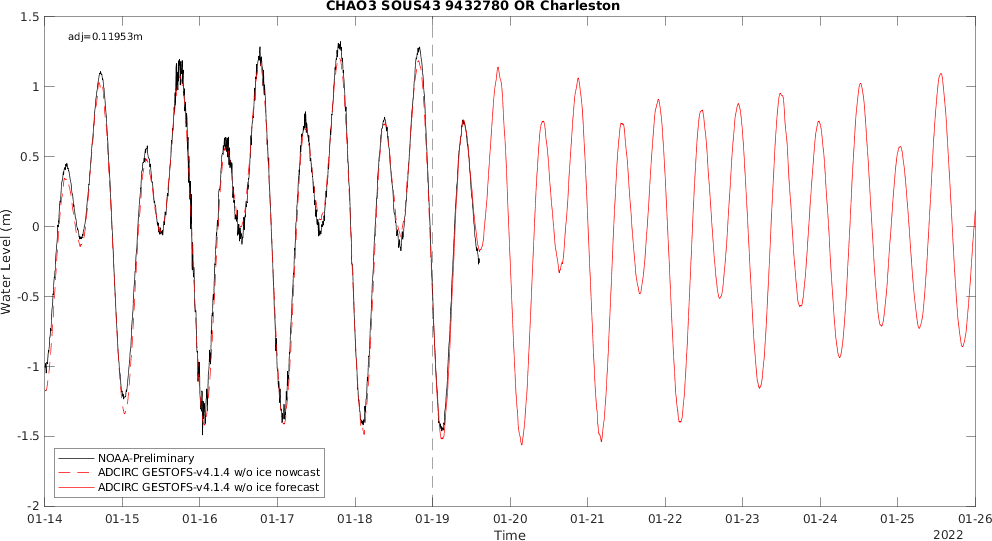 CHAO3 SOUS43 9432780 OR Charleston
adj=0.11953m
1.5
1
0.5
0
-0.5
-1
-1.5
-2
Water Level (m)
NOAA-Preliminary
ADCIRC GESTOFS-v4.1.4 w/o ice nowcast
ADCIRC GESTOFS-v4.1.4 w/o ice forecast
01-14 01-15 01-16 01-17 01-18 01-19 01-20 01-21 01-22 01-23 01-24 01-25 01-26
Time
2022